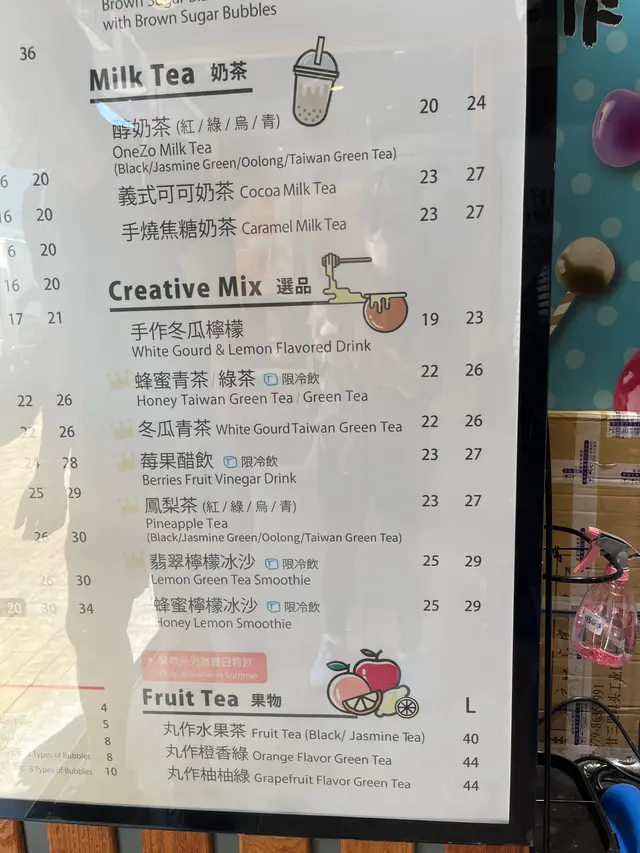 with Brown Sugar Bubbles
36
Milk Tea 奶茶
醇奶茶 (紅/綠/烏/青) 20 24
OneZo Milk Tea
(Black/Jasmine Green/Oolong/Taiwan Green Tea)
義式可可奶茶 Cocoa Milk Tea 23 27
手燒焦糖奶茶 Caramel Milk Tea 23 27
6 20
16 20
6 20
16 20
17 21
Creative Mix 選品
手作冬瓜檸檬 19 23
White Gourd & Lemon Flavored Drink
蜂蜜青茶/綠茶 限冷飲 22 26
Honey Taiwan Green Tea/Green Tea
冬瓜青茶 White Gourd Taiwan Green Tea 22 26
莓果醋飲 限冷飲 23 27
Berries Fruit Vinegar Drink
鳳梨茶 (紅/綠/烏/青) 23 27
Pineapple Tea
(Black/Jasmine Green/Oolong/Taiwan Green Tea)
翡翠檸檬冰沙 限冷飲 25 29
Lemon Green Tea Smoothie
蜂蜜檸檬冰沙 限冷飲 25 29
Honey Lemon Smoothie
22 26
22 26
24 28
25 29
26 30
26 30
20 30 34
in Summer
Fruit Tea 果物 L
丸作水果茶 Fruit Tea (Black/ Jasmine Tea) 40
丸作橙香綠 Orange Flavor Green Tea 44
丸作柚柚綠 Grapefruit Flavor Green Tea 44
4
5
8
Types of Bubbles 8
3 Types of Bubbles 10
作